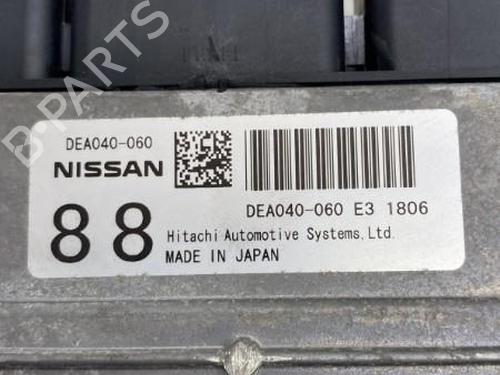 DEA040-060
NISSAN
DEA040-060 E3 1806
88
Hitachi Automotive Systems,Ltd.
MADE IN JAPAN
B-PARTS